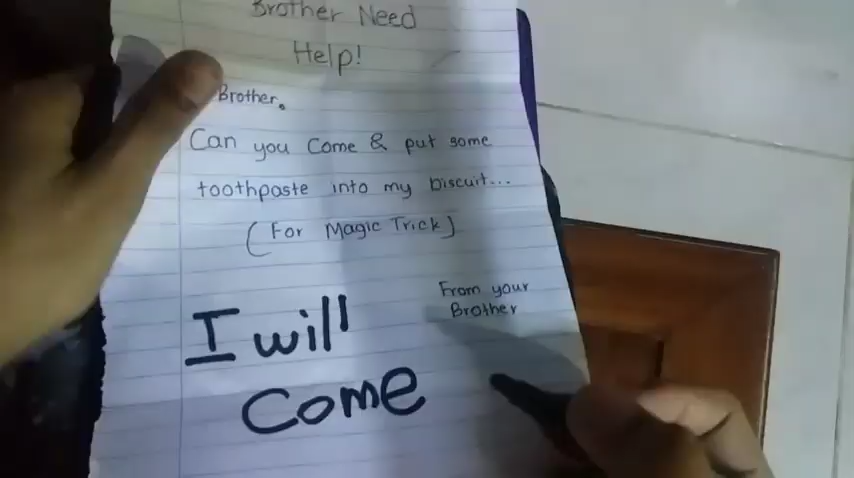 Brother Need
Help!
Brother.
Can you Come & put some
toothpaste into my biscuit...
(For Magic Trick)
From your
Brother
I will
Come